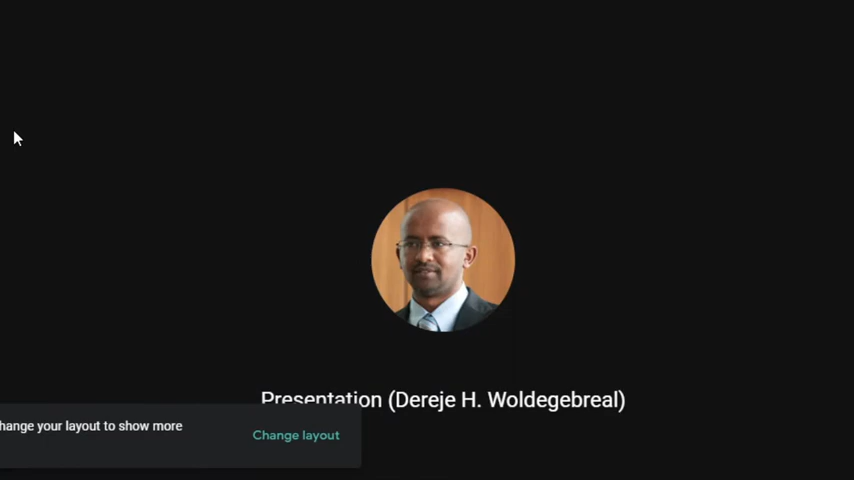 Presentation (Dereje H. Woldegebreal)
hange your layout to show more
Change layout